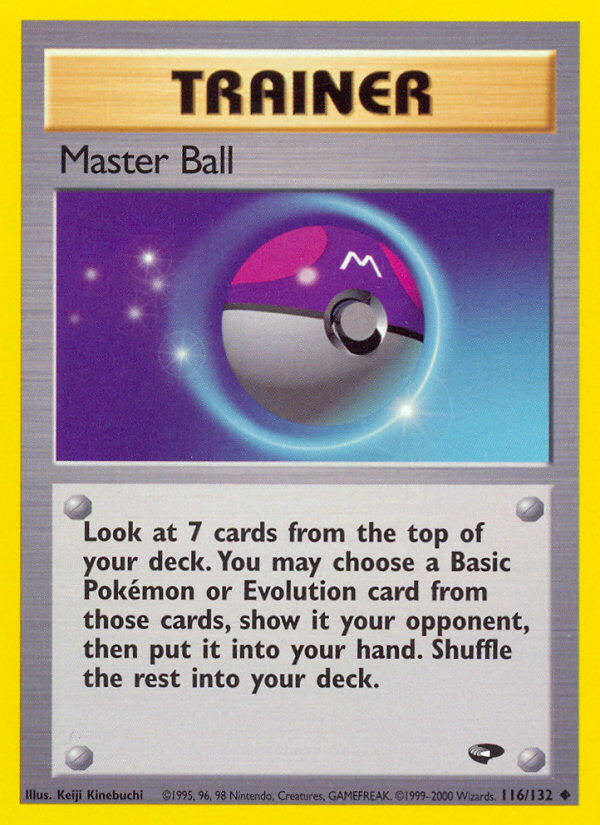 TRAINER
Master Ball
M
Look at 7 cards from the top of
your deck. You may choose a Basic
Pokémon or Evolution card from
those cards, show it your opponent,
then put it into your hand. Shuffle
the rest into your deck.
Illus. Keiji Kinebuchi ©1995, 96, 98 Nintendo, Creatures, GAMEFREAK. ©1999-2000 Wizards. 116/132 ◆